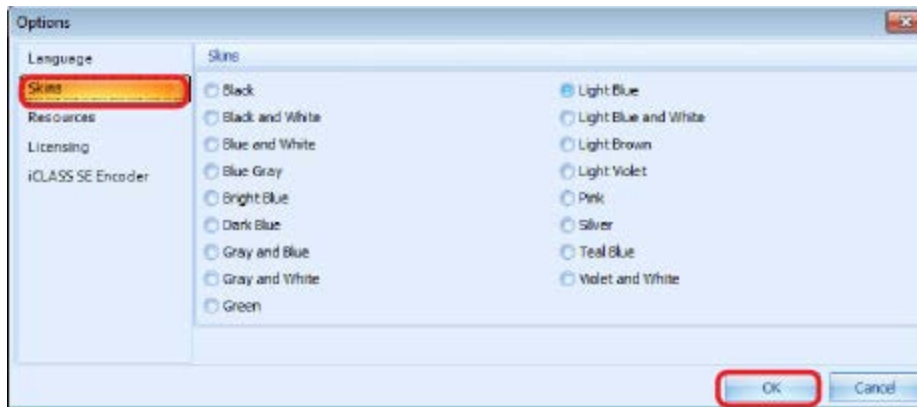 Options
Language
Skins
Resources
Licensing
iCLASS SE Encoder
Skins
Black
Black and White
Blue and White
Blue Gray
Bright Blue
Dark Blue
Gray and Blue
Gray and White
Green
Light Blue
Light Blue and White
Light Brown
Light Violet
Pink
Silver
Teal Blue
Violet and White
OK
Cancel